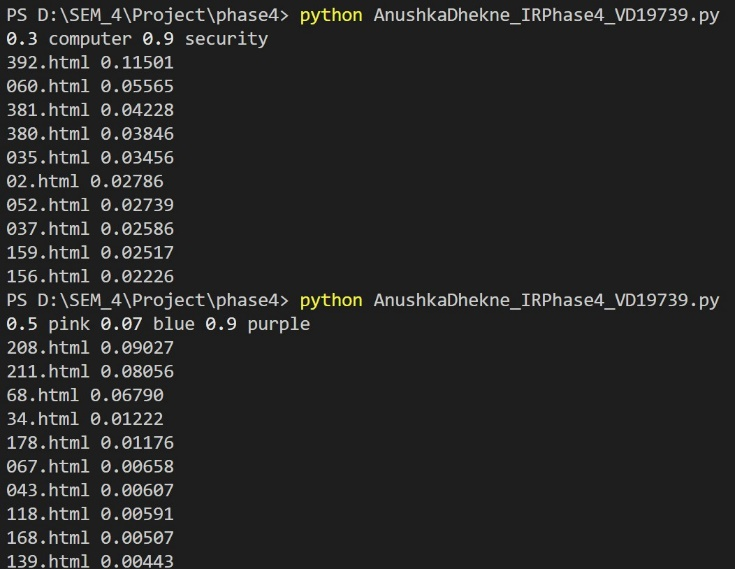 PS D:\SEM_4\Project\phase4> python AnushkaDhekne_IRPhase4_VD19739.py
0.3 computer 0.9 security
392.html 0.11501
060.html 0.05565
381.html 0.04228
380.html 0.03846
035.html 0.03456
02.html 0.02786
052.html 0.02739
037.html 0.02586
159.html 0.02517
156.html 0.02226
PS D:\SEM_4\Project\phase4> python AnushkaDhekne_IRPhase4_VD19739.py
0.5 pink 0.07 blue 0.9 purple
208.html 0.09027
211.html 0.08056
68.html 0.06790
34.html 0.01222
178.html 0.01176
067.html 0.00658
043.html 0.00607
118.html 0.00591
168.html 0.00507
139.html 0.00443